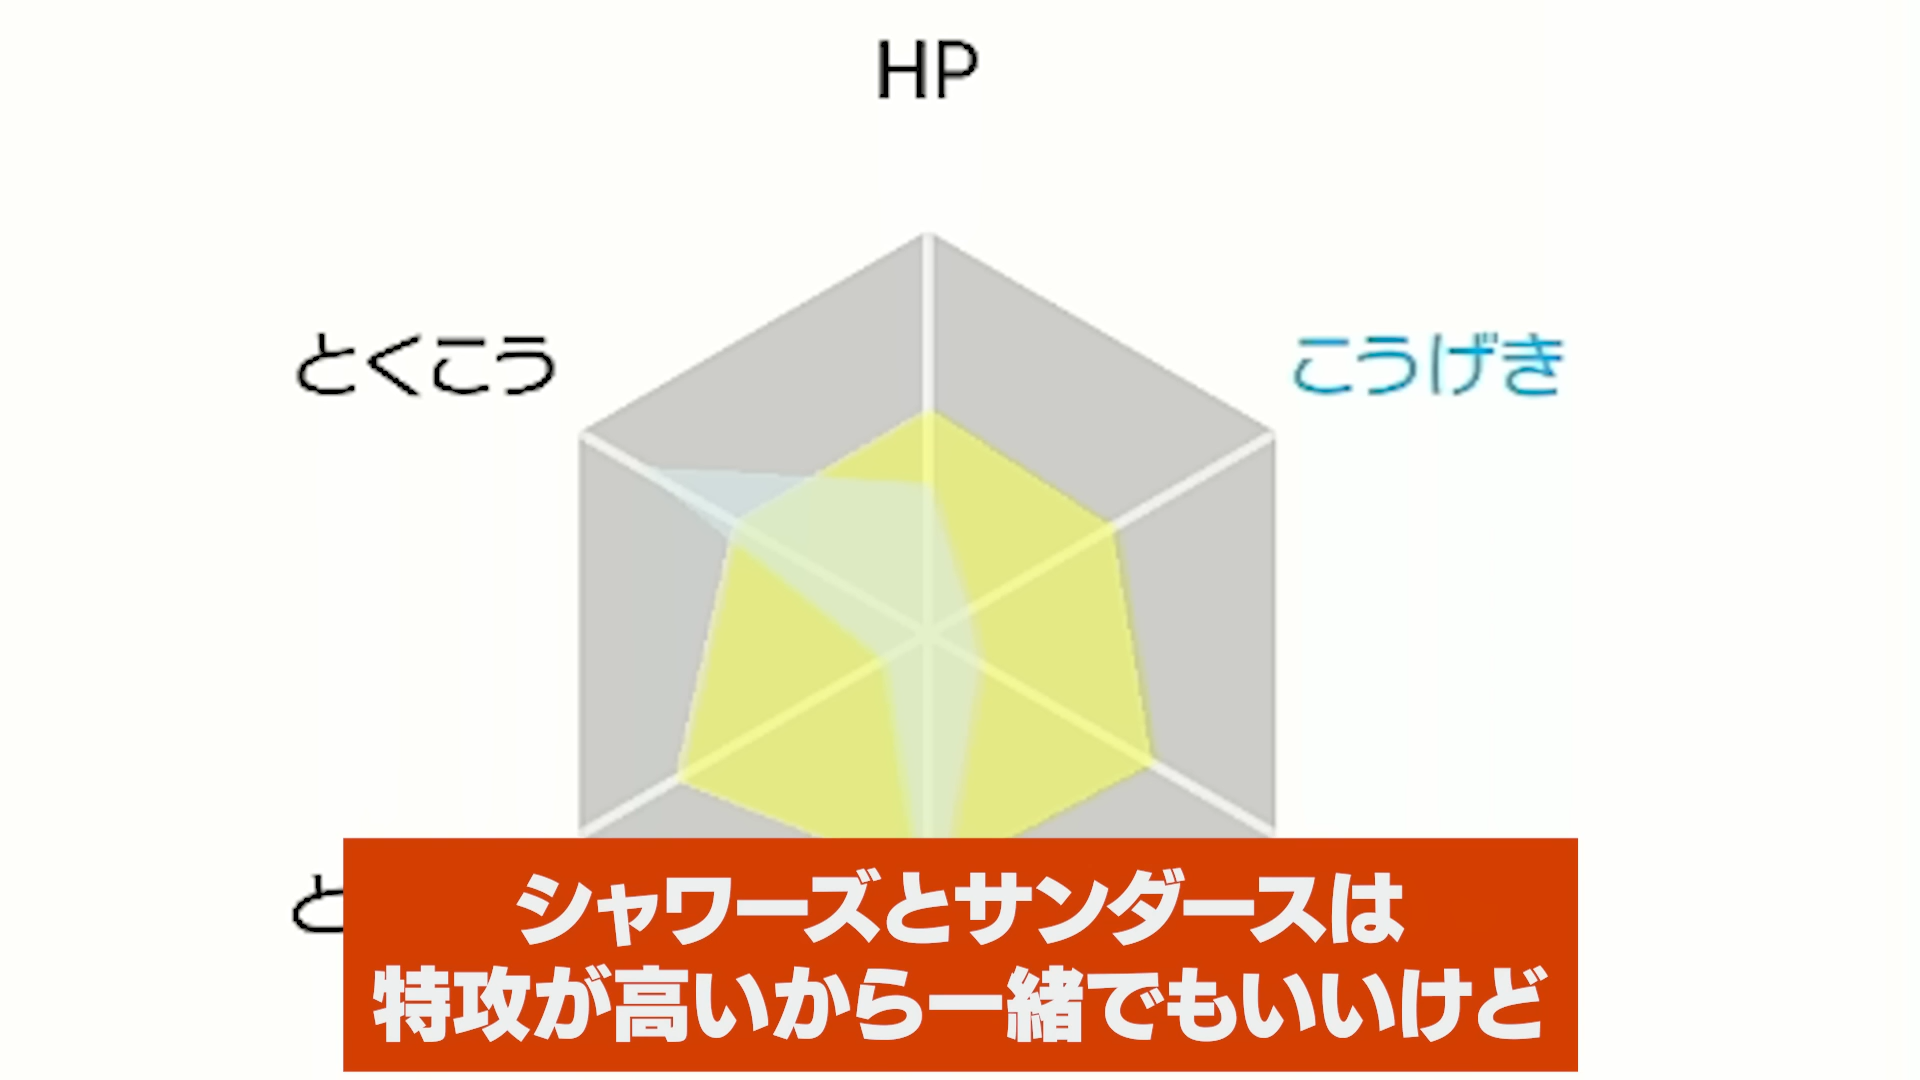 HP
とくこう
こうげき
と
シャワーズとサンダースは
特攻が高いから一緒でもいいけど